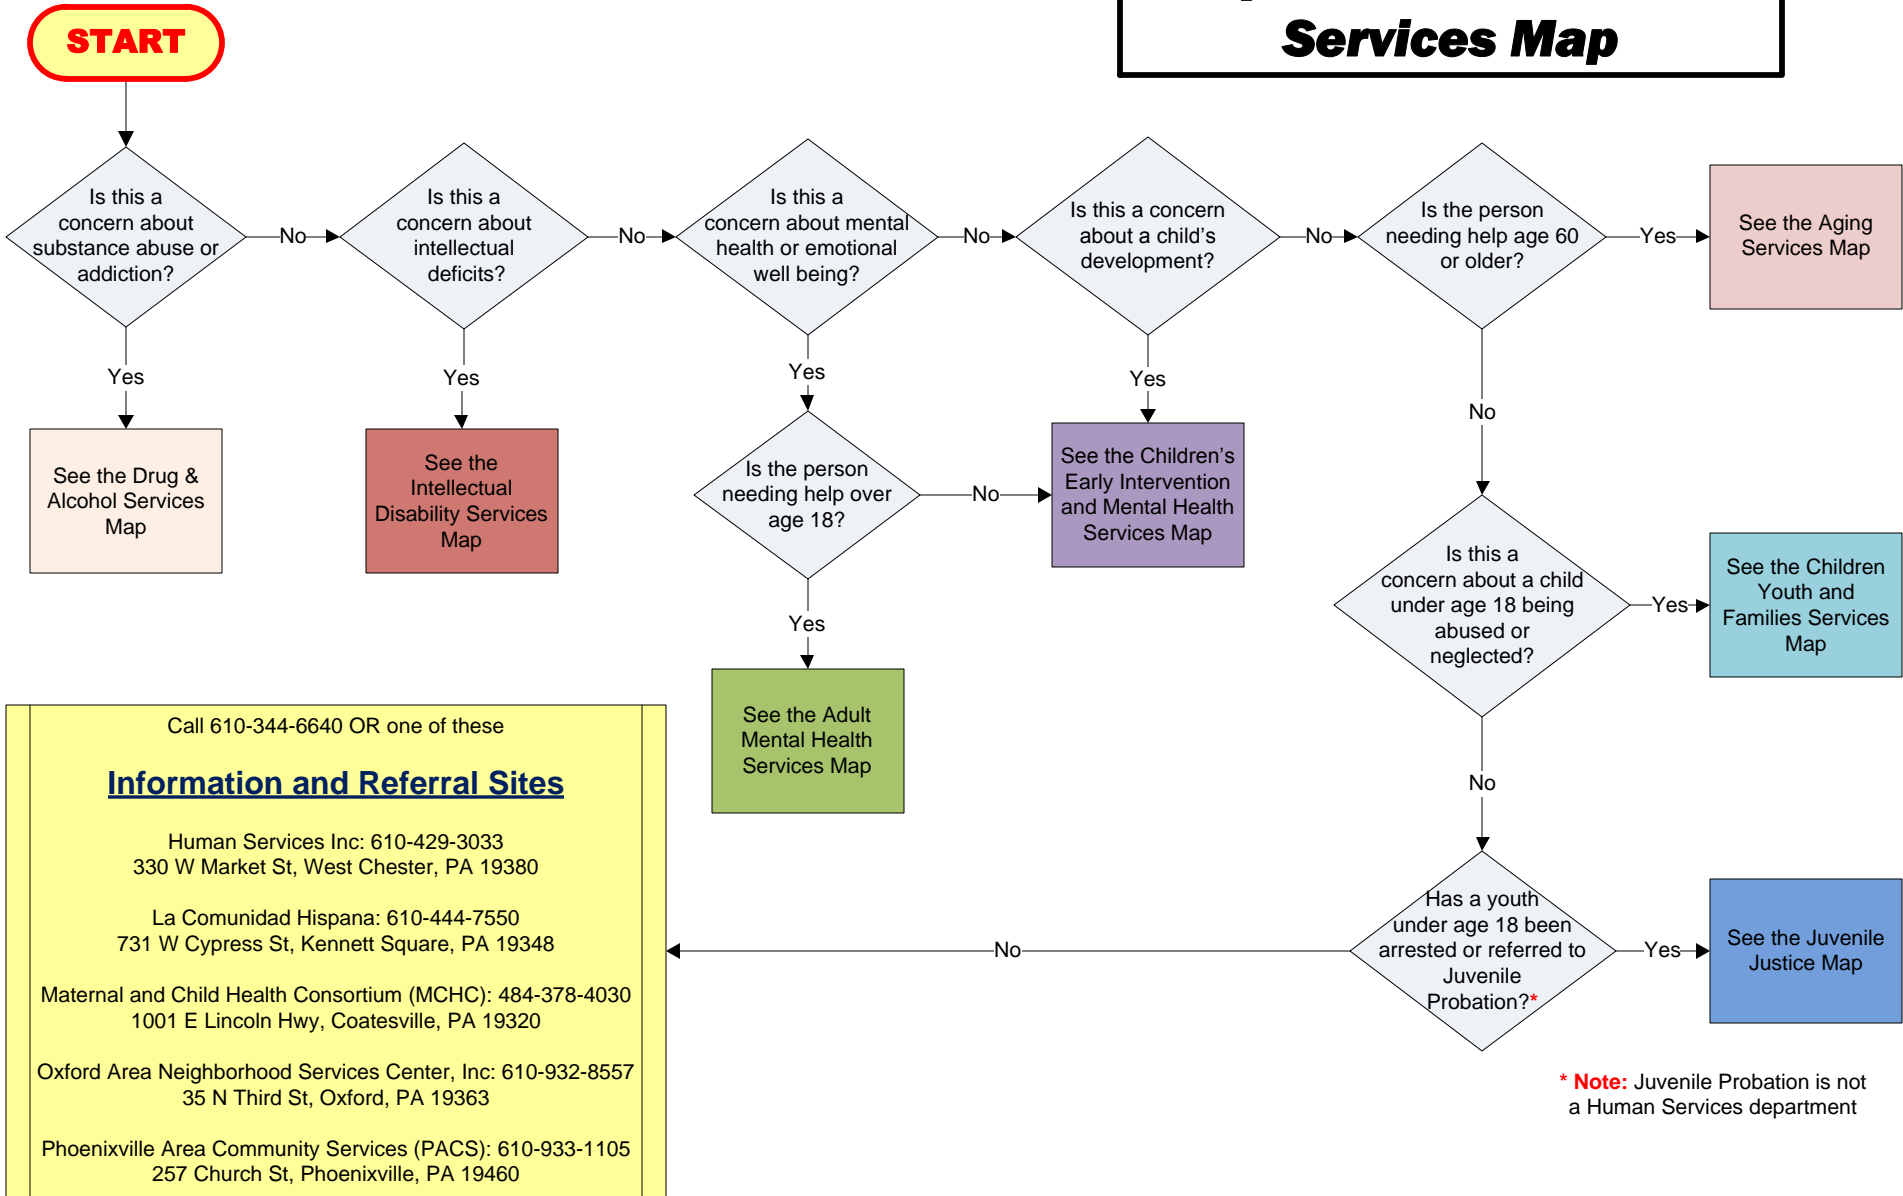 START
Services Map
Is this a
concern about
substance abuse or
addiction?
No
Is this a
concern about
intellectual
deficits?
No
Is this a
concern about mental
health or emotional
well being?
No
Is this a concern
about a child's
development?
No
Is the person
needing help age 60
or older?
Yes
See the Aging
Services Map
Yes
Yes
Yes
Yes
No
See the Drug &
Alcohol Services
Map
See the
Intellectual
Disability Services
Map
Is the person
needing help over
age 18?
No
See the Children's
Early Intervention
and Mental Health
Services Map
Yes
See the Adult
Mental Health
Services Map
Is this a
concern about a child
under age 18 being
abused or
neglected?
Yes
See the Children
Youth and
Families Services
Map
No
Has a youth
under age 18 been
arrested or referred to
Juvenile
Probation?*
Yes
See the Juvenile
Justice Map
No
* Note: Juvenile Probation is not
a Human Services department
Call 610-344-6640 OR one of these
Information and Referral Sites
Human Services Inc: 610-429-3033
330 W Market St, West Chester, PA 19380
La Comunidad Hispana: 610-444-7550
731 W Cypress St, Kennett Square, PA 19348
Maternal and Child Health Consortium (MCHC): 484-378-4030
1001 E Lincoln Hwy, Coatesville, PA 19320
Oxford Area Neighborhood Services Center, Inc: 610-932-8557
35 N Third St, Oxford, PA 19363
Phoenixville Area Community Services (PACS): 610-933-1105
257 Church St, Phoenixville, PA 19460